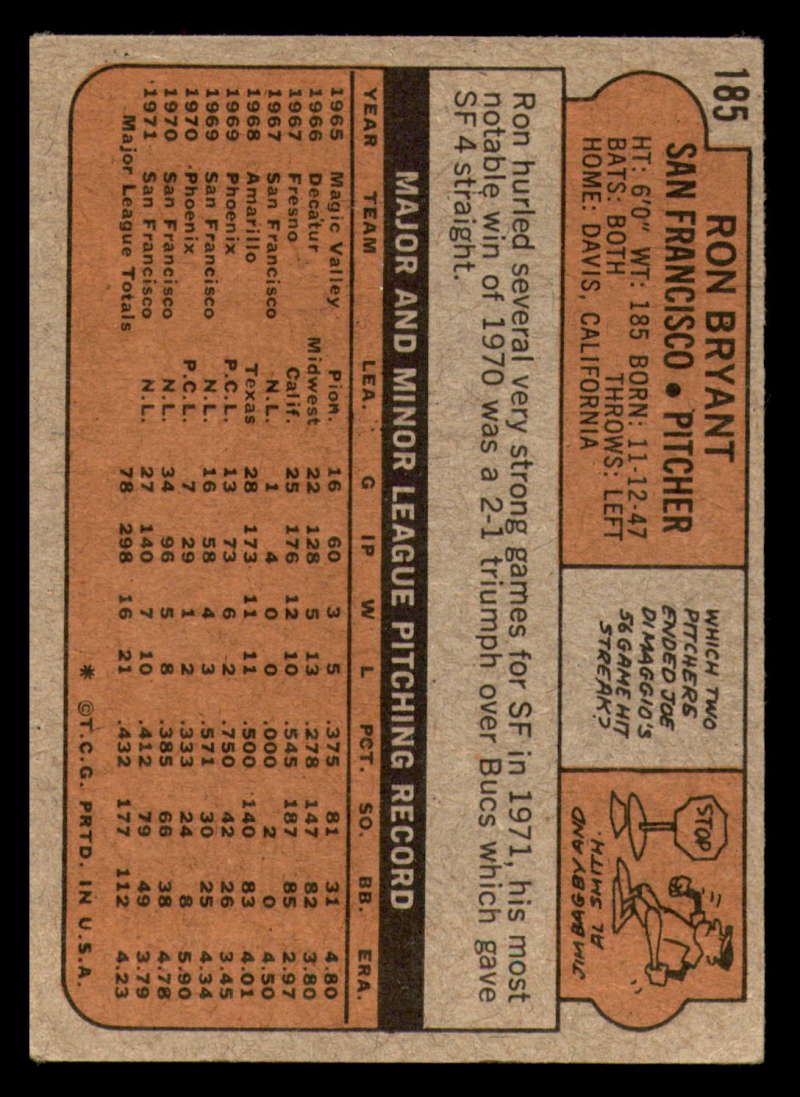 185
RON BRYANT
SAN FRANCISCO • PITCHER
HT: 6'0" WT: 185 BORN: 11-12-47
BATS: BOTH THROWS: LEFT
HOME: DAVIS, CALIFORNIA
WHICH TWO
PITCHERS
ENDED JOE
DI MAGGIO'S
56 GAME HIT
STREAK?
STOP
JIM BAGBY AND
AL SMITH.
Ron hurled several very strong games for SF in 1971, his most
notable win of 1970 was a 2-1 triumph over Bucs which gave
SF 4 straight.
MAJOR AND MINOR LEAGUE PITCHING RECORD
YEAR TEAM LEA. G IP W L PCT. SO. BB. ERA.
1965 Magic Valley Pion. 16 60 3 5 .375 81 31 4.80
1966 Decatur Midwest 22 128 5 13 .278 147 82 3.80
1967 Fresno Calif. 25 176 12 10 .545 187 85 2.97
1967 San Francisco N.L. 1 4 0 0 .000 2 0 4.50
1968 Amarillo Texas 28 173 11 11 .500 140 83 4.01
1969 Phoenix P.C.L. 13 73 6 2 .750 42 26 3.45
1969 San Francisco N.L. 16 58 4 3 .571 30 25 4.34
1970 Phoenix P.C.L. 7 29 1 2 .333 24 8 5.90
1970 San Francisco N.L. 34 96 5 8 .385 66 38 4.78
1971 San Francisco N.L. 27 140 7 10 .412 79 49 3.79
Major League Totals 78 298 16 21 .432 177 112 4.23
* ©T.C.G. PRTD. IN U.S.A.